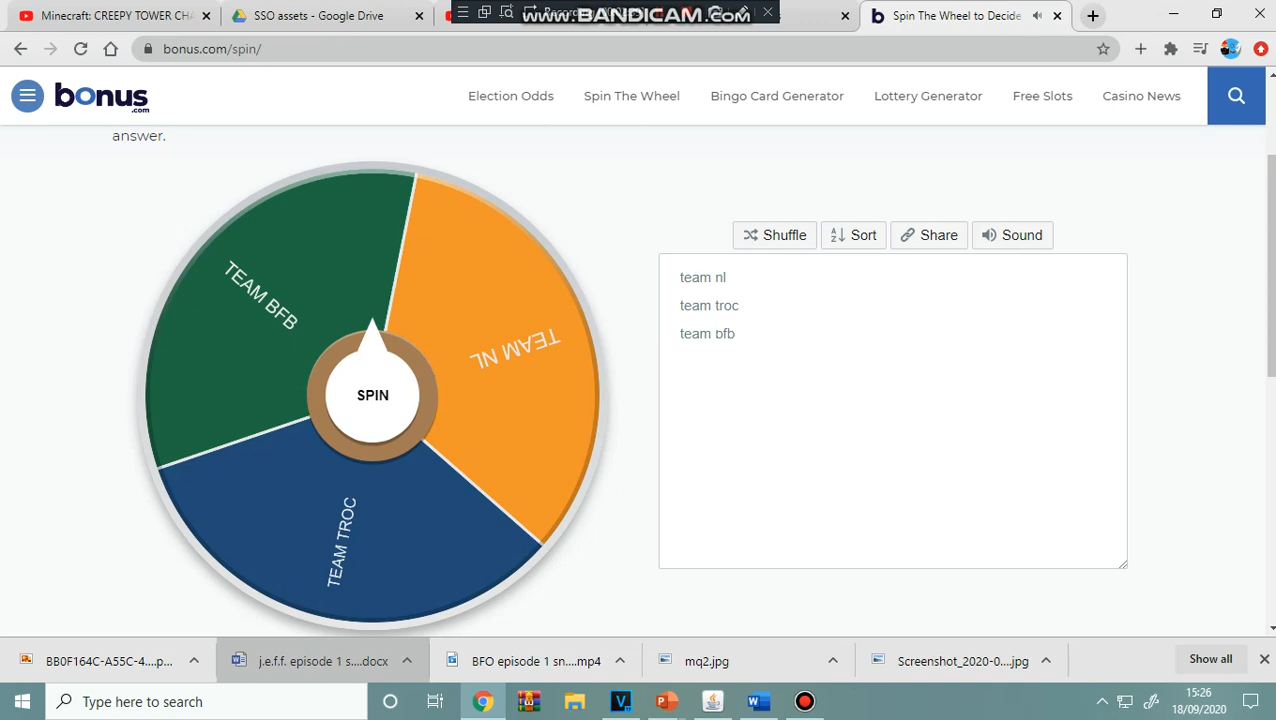 Minecraft: CREEPY TOWER CH
SSO assets - Google Drive
www.BANDICAM.com
Spin The Wheel to Decide
bonus.com/spin/
bonus
.com
Election Odds
Spin The Wheel
Bingo Card Generator
Lottery Generator
Free Slots
Casino News
answer.
Shuffle
Sort
Share
Sound
team nl
team troc
team bfb
TEAM BFB
TEAM NL
SPIN
TEAM TROC
BB0F164C-A55C-4....p...
j.e.f.f. episode 1 s....docx
BFO episode 1 sn....mp4
mq2.jpg
Screenshot_2020-0....jpg
Show all
Type here to search
15:26
18/09/2020